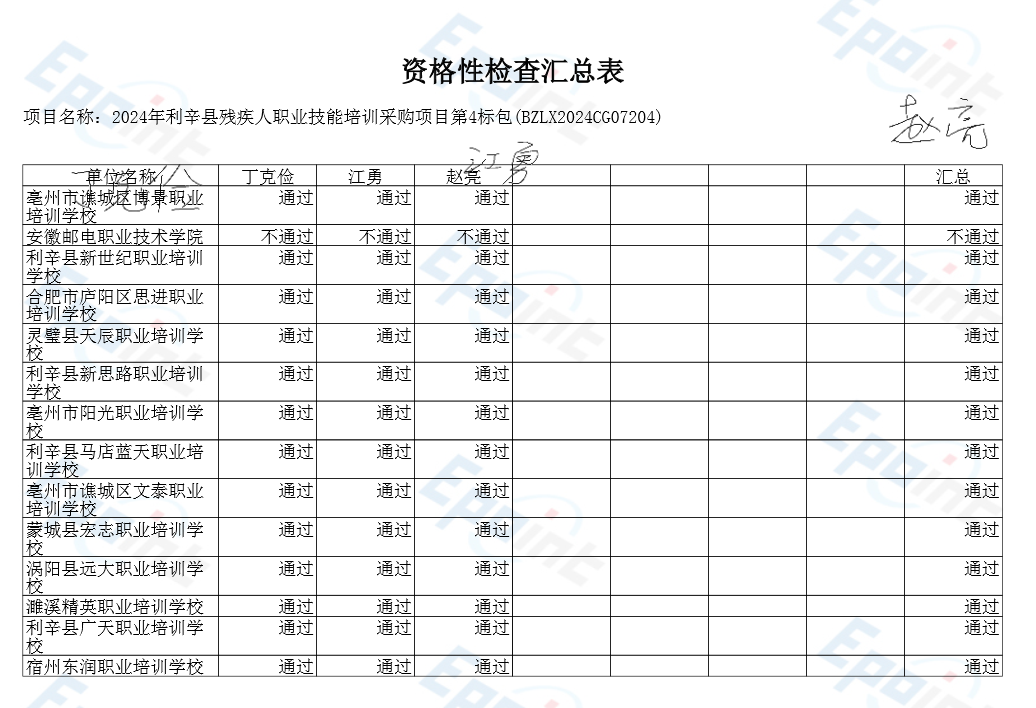 资格性检查汇总表
项目名称：2024年利辛县残疾人职业技能培训采购项目第4标包(BZLX2024CG07204)
赵亮
江勇
丁克俭
单位名称 丁克俭 江勇 赵亮 汇总
亳州市谯城区博景职业 通过 通过 通过 通过
培训学校
安徽邮电职业技术学院 不通过 不通过 不通过 不通过
利辛县新世纪职业培训 通过 通过 通过 通过
学校
合肥市庐阳区思进职业 通过 通过 通过 通过
培训学校
灵璧县天辰职业培训学 通过 通过 通过 通过
校
利辛县新思路职业培训 通过 通过 通过 通过
学校
亳州市阳光职业培训学 通过 通过 通过 通过
校
利辛县马店蓝天职业培 通过 通过 通过 通过
训学校
亳州市谯城区文泰职业 通过 通过 通过 通过
培训学校
蒙城县宏志职业培训学 通过 通过 通过 通过
校
涡阳县远大职业培训学 通过 通过 通过 通过
校
濉溪精英职业培训学校 通过 通过 通过 通过
利辛县广天职业培训学 通过 通过 通过 通过
校
宿州东润职业培训学校 通过 通过 通过 通过
Epoint